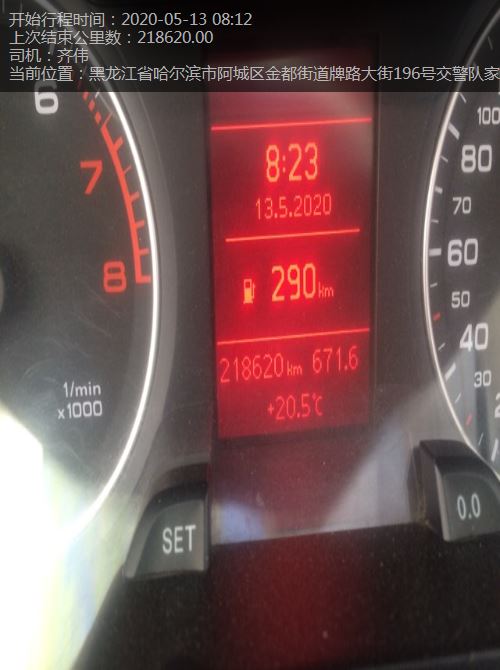 开始行程时间：2020-05-13 08:12
上次结束公里数：218620.00
司机：齐伟
当前位置：黑龙江省哈尔滨市阿城区金都街道牌路大街196号交警队家
6
7
8
1/min
x1000
8:23
13.5.2020
290km
218620km 671.6
+20.5℃
100
80
70
60
50
40
30
SET
0.0